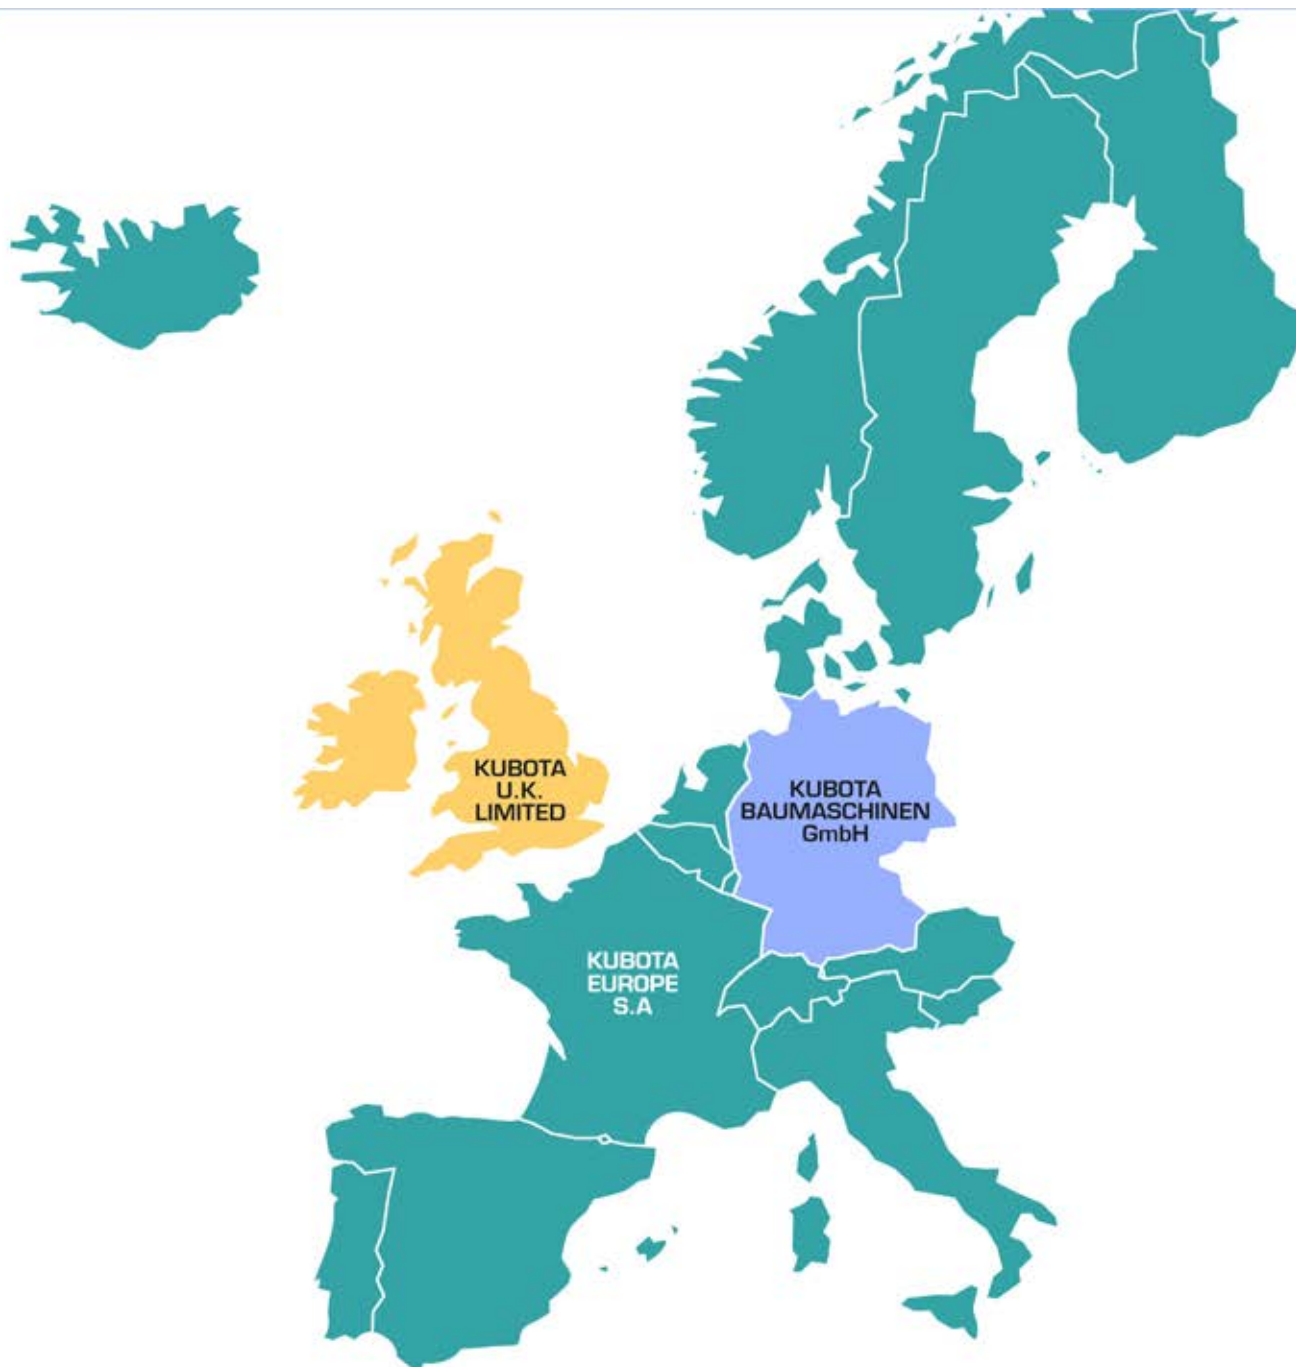 KUBOTA
U.K.
LIMITED
KUBOTA
BAUMASCHINEN
GmbH
KUBOTA
EUROPE
S.A